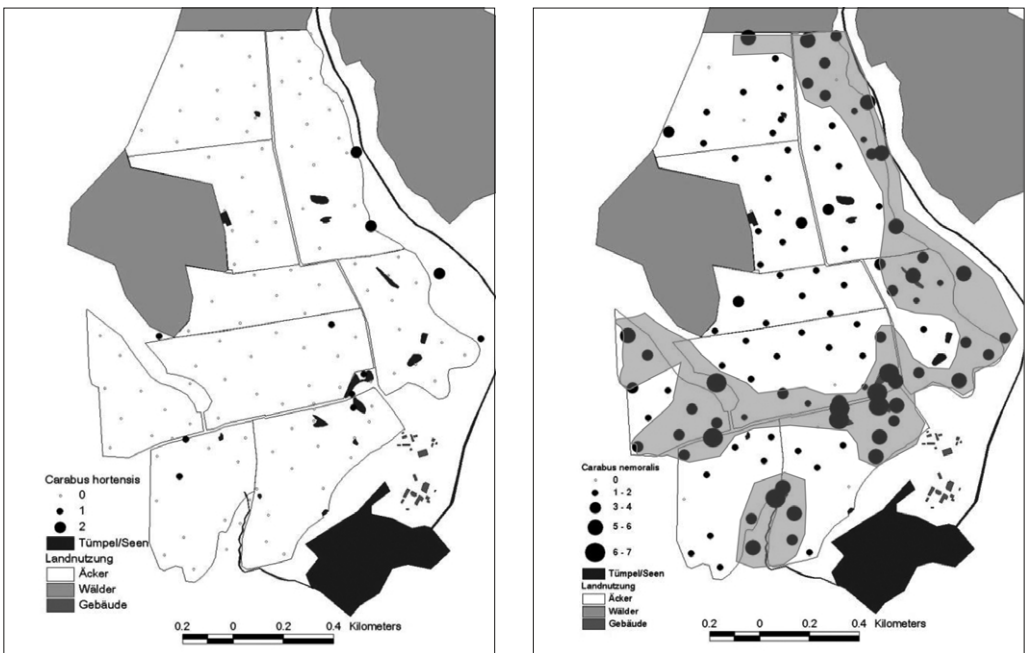 Carabus hortensis
0
1
2
Tümpel/Seen
Landnutzung
Äcker
Wälder
Gebäude
0.2 0 0.2 0.4 Kilometers
Carabus nemoralis
0
1 - 2
3 - 4
5 - 6
6 - 7
Tümpel/Seen
Landnutzung
Äcker
Wälder
Gebäude
0.2 0 0.2 0.4 Kilometers